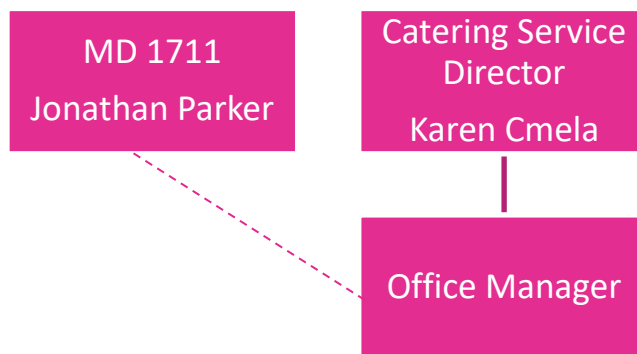 MD 1711
Jonathan Parker
Catering Service
Director
Karen Cmela
Office Manager